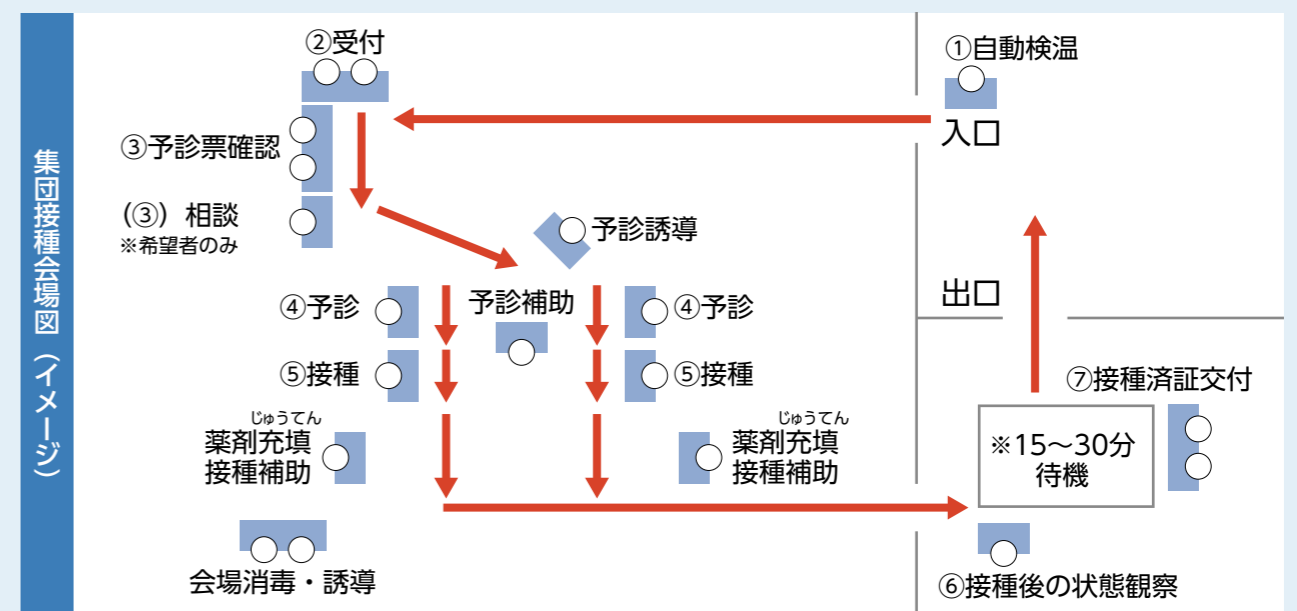 集団接種会場図（イメージ）
②受付
①自動検温
入口
③予診票確認
（③）相談
※希望者のみ
予診誘導
出口
④予診
予診補助
④予診
⑤接種
⑤接種
⑦接種済証交付
じゅうてん
薬剤充填
接種補助
じゅうてん
薬剤充填
接種補助
※15～30分
待機
会場消毒・誘導
⑥接種後の状態観察